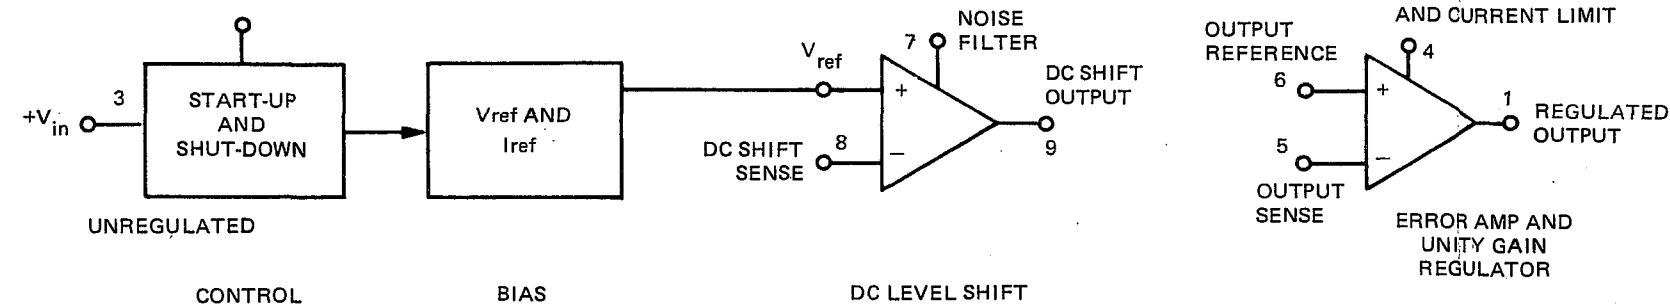 AND CURRENT LIMIT
NOISE
FILTER
7
4
OUTPUT
REFERENCE
6
Vref
DC SHIFT
OUTPUT
+Vin
3
START-UP
AND
SHUT-DOWN
Vref AND
Iref
+
−
DC SHIFT
SENSE
8
9
+
−
5
OUTPUT
SENSE
1
REGULATED
OUTPUT
UNREGULATED
ERROR AMP AND
UNITY GAIN
REGULATOR
CONTROL
BIAS
DC LEVEL SHIFT